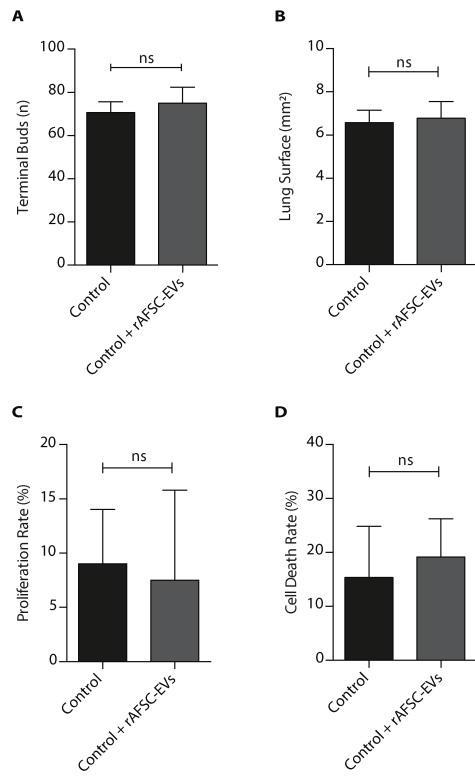 A
ns
Terminal Buds (n)
100
80
60
40
20
0
Control
Control + rAFSC-EVs
B
ns
Lung Surface (mm²)
8
6
4
2
0
Control
Control + rAFSC-EVs
C
ns
Proliferation Rate (%)
20
15
10
5
0
Control
Control + rAFSC-EVs
D
ns
Cell Death Rate (%)
40
30
20
10
0
Control
Control + rAFSC-EVs